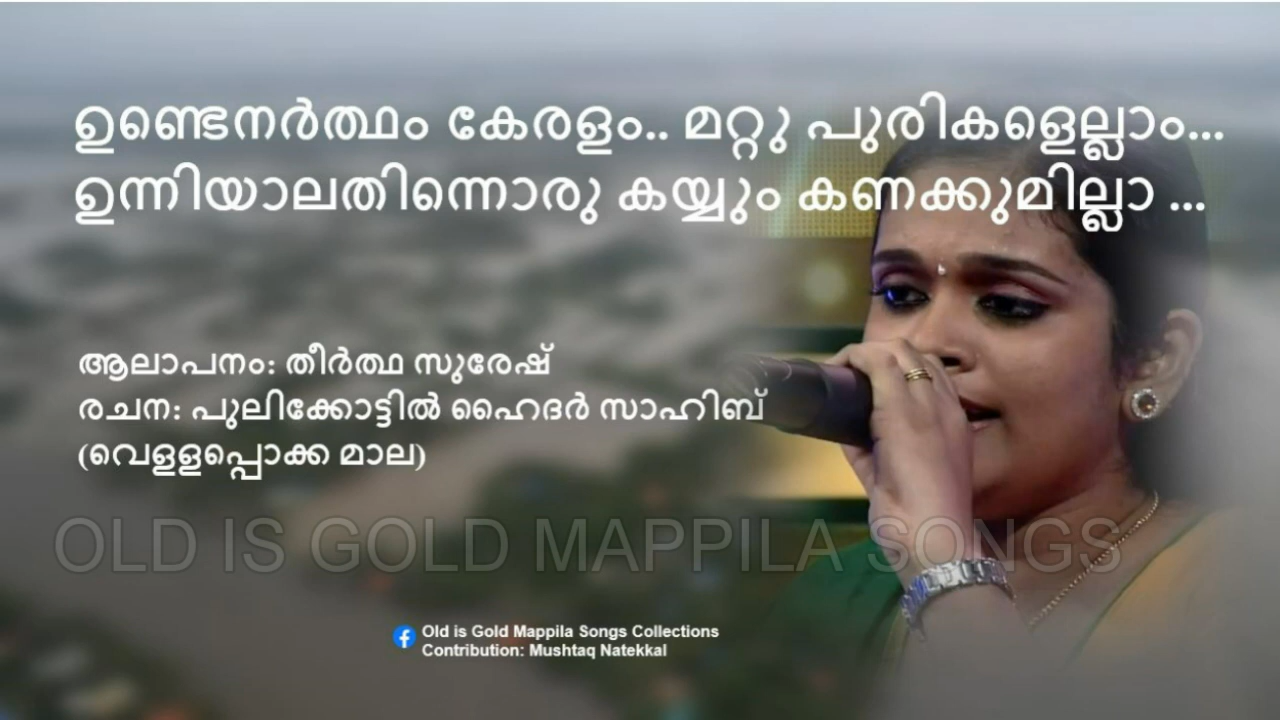 ഉണ്ടെനർത്ഥം കേരളം.. മറ്റു പുരികളെല്ലാം...
ഉന്നിയാലതിന്നൊരു കയ്യും കണക്കുമില്ലാ ...
ആലാപനം: തീർത്ഥ സുരേഷ്
രചന: പുലിക്കോട്ടിൽ ഹൈദർ സാഹിബ്
(വെളളപ്പൊക്ക മാല)
OLD IS GOLD MAPPILA SONGS
Old is Gold Mappila Songs Collections
Contribution: Mushtaq Natekkal